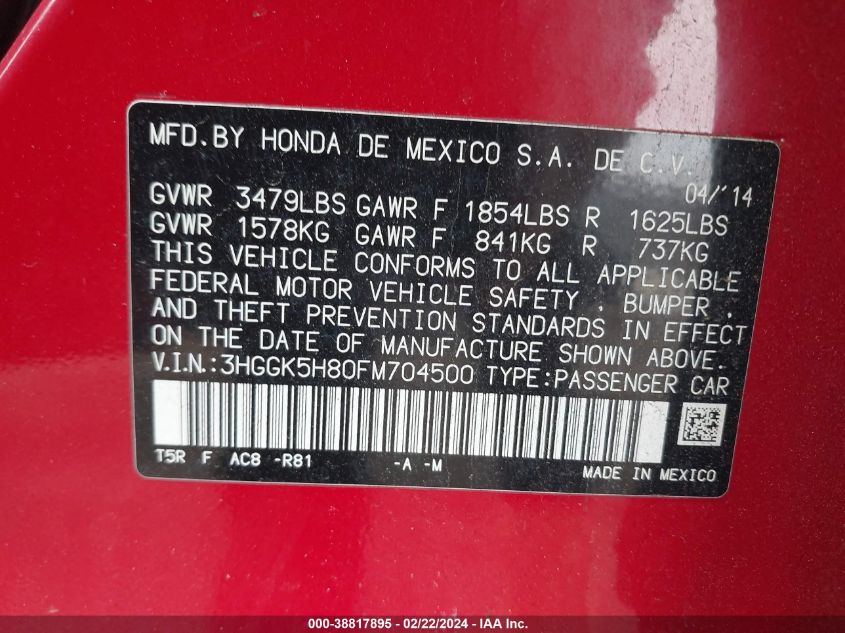 MFD.BY HONDA DE MEXICO S.A. DE C.V.
04/'14
GVWR 3479LBS GAWR F 1854LBS R 1625LBS
GVWR 1578KG GAWR F 841KG R 737KG
THIS VEHICLE CONFORMS TO ALL APPLICABLE
FEDERAL MOTOR VEHICLE SAFETY , BUMPER ,
AND THEFT PREVENTION STANDARDS IN EFFECT
ON THE DATE OF MANUFACTURE SHOWN ABOVE.
V.I.N.:3HGGK5H80FM704500 TYPE:PASSENGER CAR
T5R F AC8 -R81 -A -M
MADE IN MEXICO
000-38817895 - 02/22/2024 - IAA Inc.